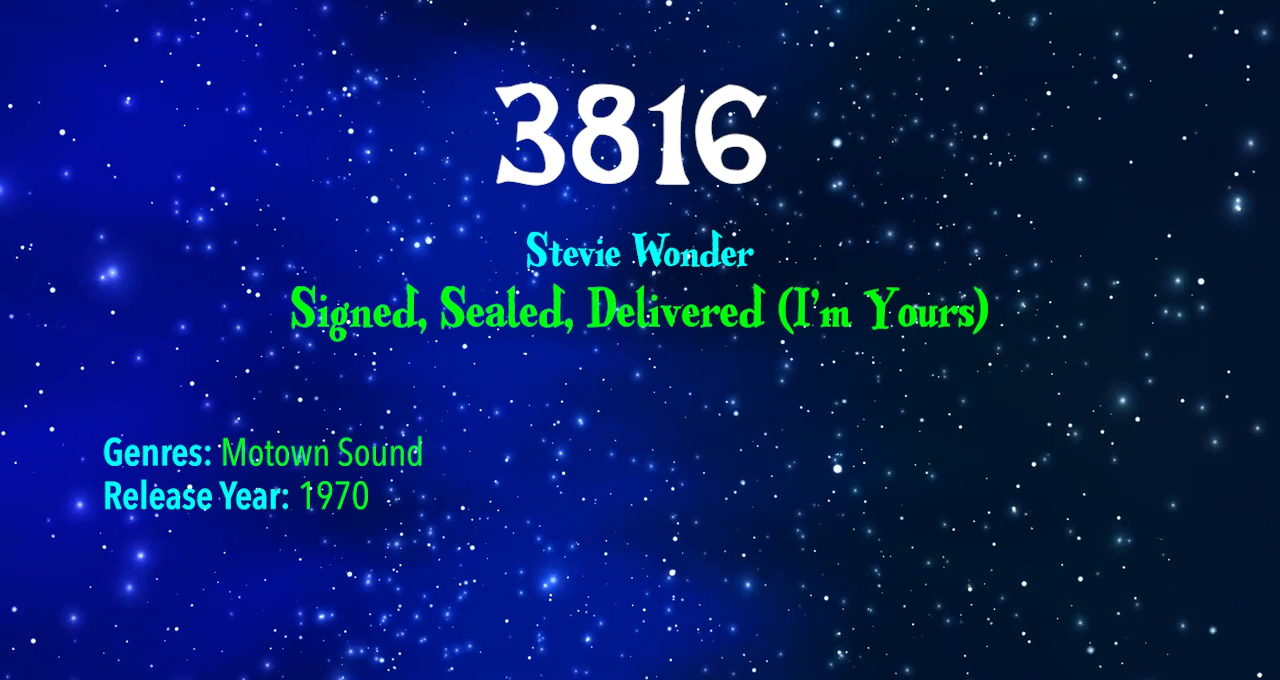 3816
Stevie Wonder
Signed, Sealed, Delivered (I'm Yours)
Genres: Motown Sound
Release Year: 1970